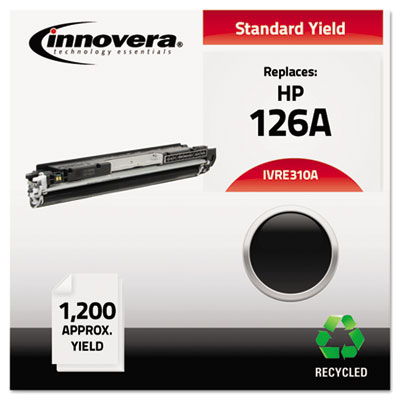 innovera
technology essentials
Standard Yield
Replaces:
HP
126A
IVRE310A
1,200
APPROX.
YIELD
RECYCLED